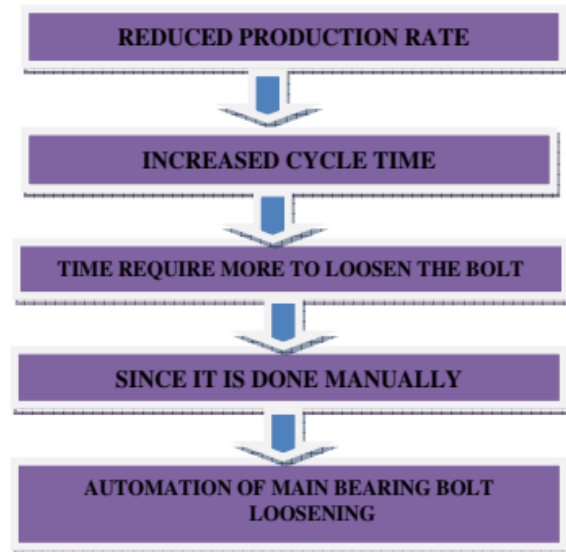 REDUCED PRODUCTION RATE
INCREASED CYCLE TIME
TIME REQUIRE MORE TO LOOSEN THE BOLT
SINCE IT IS DONE MANUALLY
AUTOMATION OF MAIN BEARING BOLT
LOOSENING